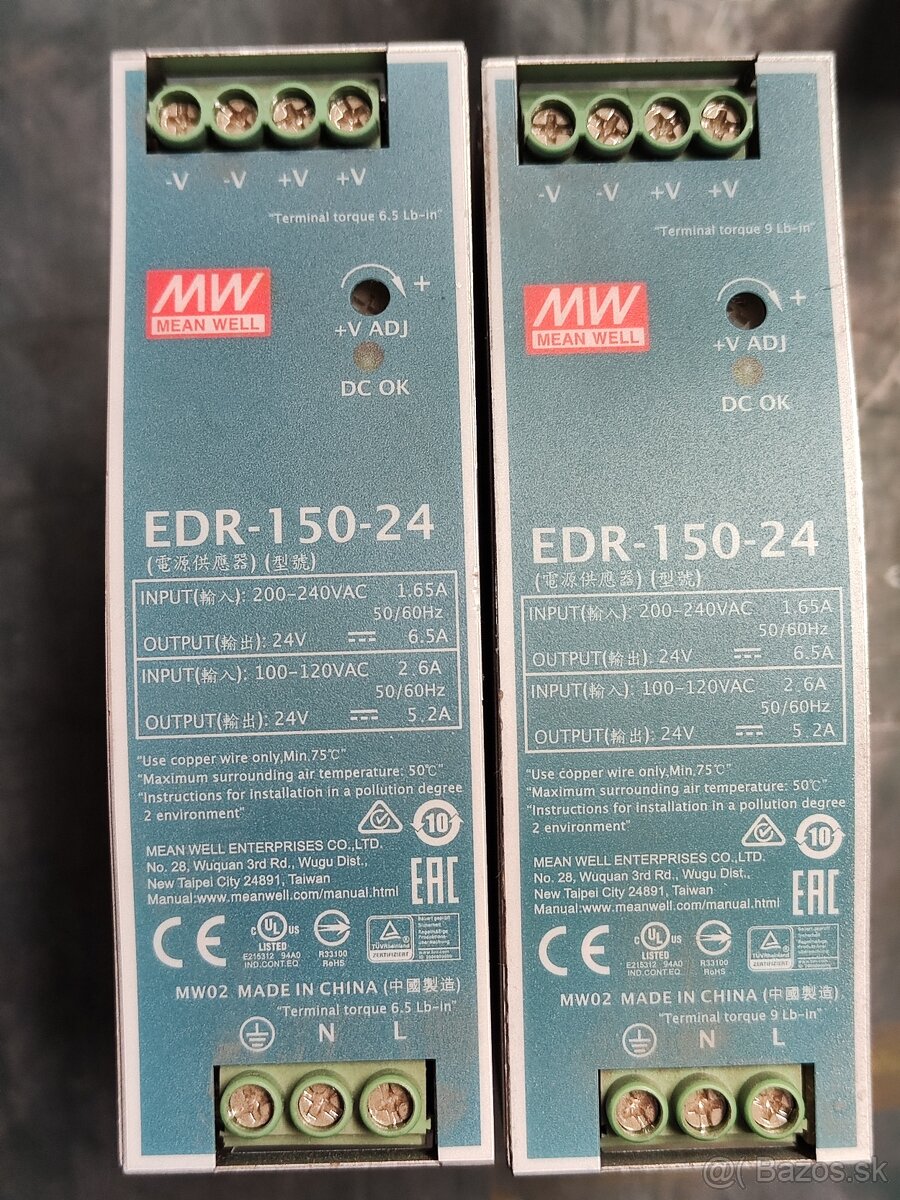 -V -V +V +V
"Terminal torque 6.5 Lb-in"
MW
MEAN WELL
+
+V ADJ
DC OK
EDR-150-24
(電源供應器) (型號)
INPUT(輸入): 200-240VAC 1.65A
50/60Hz
OUTPUT(輸出): 24V 6.5A
INPUT(輸入): 100-120VAC 2.6A
50/60Hz
OUTPUT(輸出): 24V 5.2A
"Use copper wire only,Min.75℃"
"Maximum surrounding air temperature: 50℃"
"Instructions for installation in a pollution degree
2 environment"
10
MEAN WELL ENTERPRISES CO.,LTD.
No. 28, Wuquan 3rd Rd., Wugu Dist.,
New Taipei City 24891, Taiwan
Manual:www.meanwell.com/manual.html
EAC
CE
c UL us
LISTED
E215312 94A0
IND.CONT.EQ
R33100
RoHS
TÜVRheinland
ZERTIFIZIERT
Bauart geprüft
Sicherheit
MW02 MADE IN CHINA (中國製造)
"Terminal torque 6.5 Lb-in"
N L
-V -V +V +V
"Terminal torque 9 Lb-in"
MW
MEAN WELL
+
+V ADJ
DC OK
EDR-150-24
(電源供應器) (型號)
INPUT(輸入): 200-240VAC 1.65A
50/60Hz
OUTPUT(輸出): 24V 6.5A
INPUT(輸入): 100-120VAC 2.6A
50/60Hz
OUTPUT(輸出): 24V 5.2A
"Use copper wire only,Min.75℃"
"Maximum surrounding air temperature: 50℃"
"Instructions for installation in a pollution degree
2 environment"
10
MEAN WELL ENTERPRISES CO.,LTD.
No. 28, Wuquan 3rd Rd., Wugu Dist.,
New Taipei City 24891, Taiwan
Manual:www.meanwell.com/manual.html
EAC
CE
c UL us
LISTED
E215312 94A0
IND.CONT.EQ
R33100
RoHS
TÜVRheinland
ZERTIFIZIERT
MW02 MADE IN CHINA (中國製造)
"Terminal torque 9 Lb-in"
N L
@( Bazos.sk